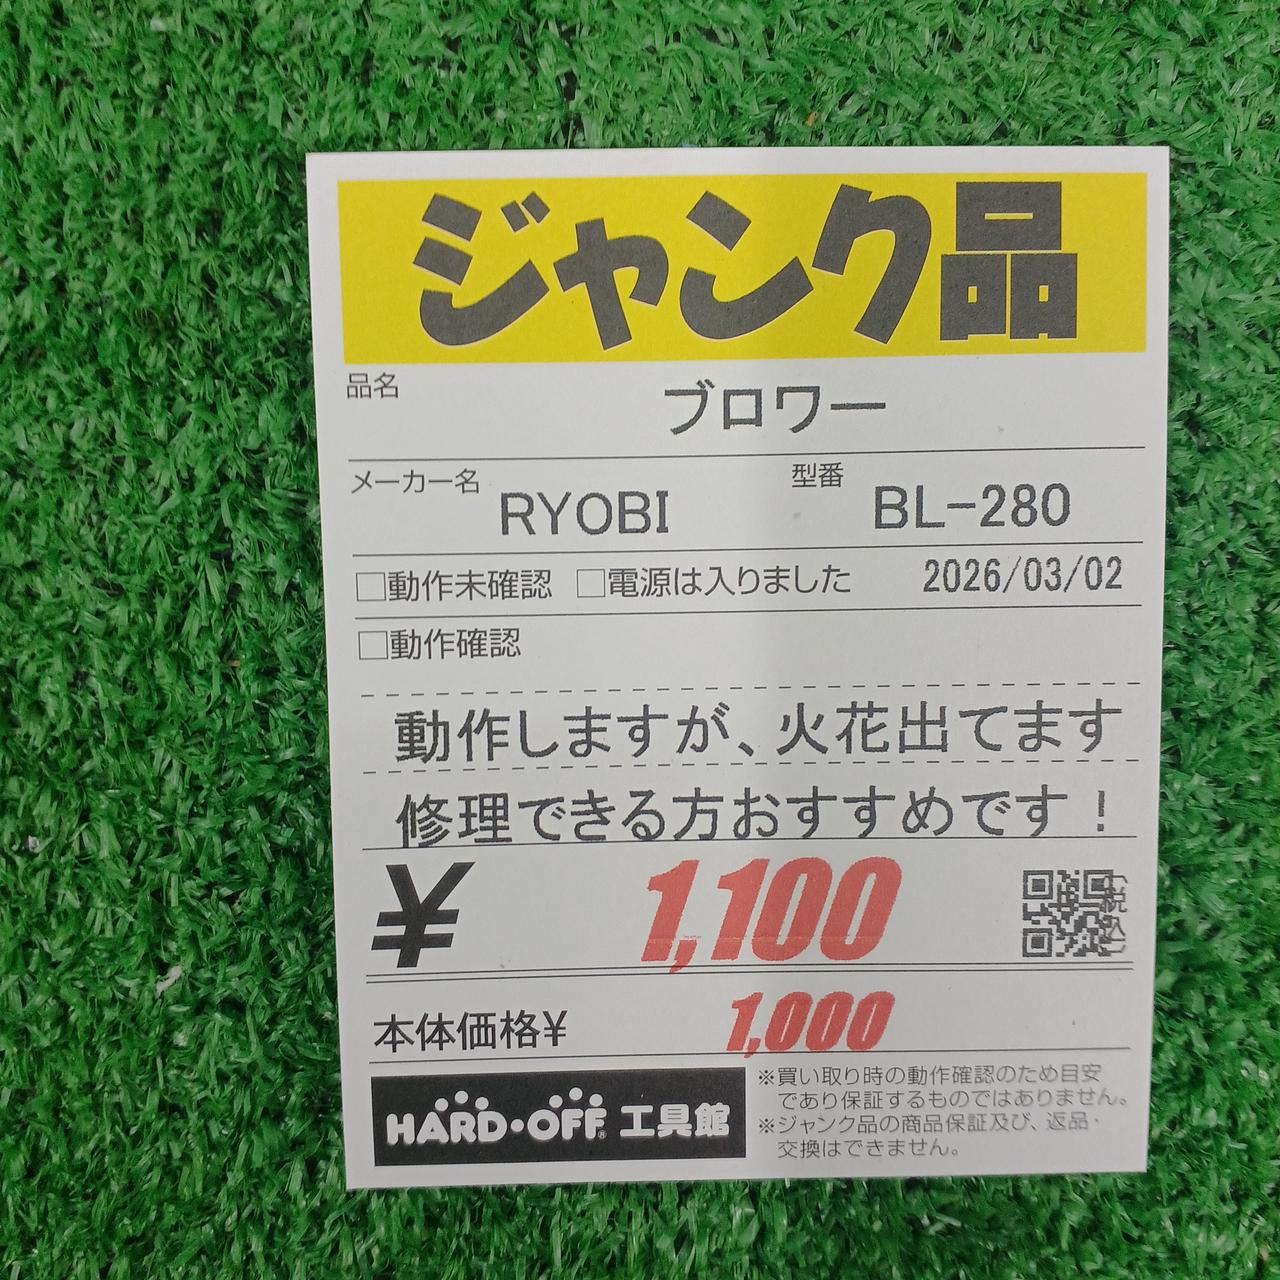 ジャンク品
品名 ブロワー
メーカー名 RYOBI 型番 BL-280
□動作未確認 □電源は入りました 2026/03/02
□動作確認
動作しますが、火花出てます
修理できる方おすすめです！
¥ 1,100
本体価格¥ 1,000
HARD・OFF® 工具館
※買い取り時の動作確認のため目安
であり保証するものではありません。
※ジャンク品の商品保証及び、返品・
交換はできません。